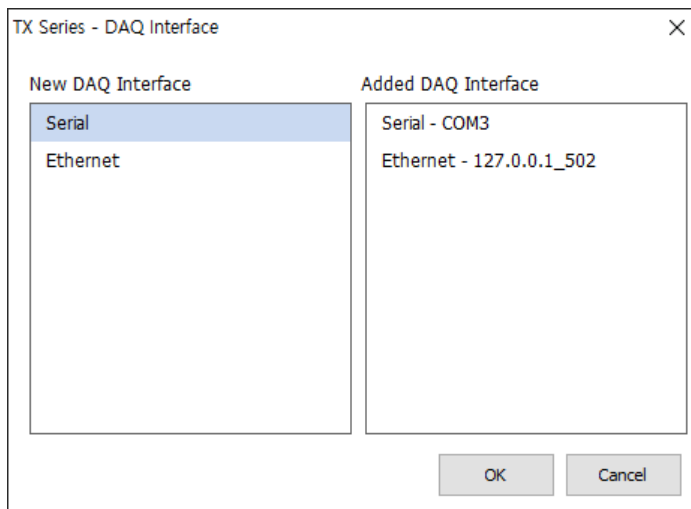 TX Series - DAQ Interface
New DAQ Interface
Serial
Ethernet
Added DAQ Interface
Serial - COM3
Ethernet - 127.0.0.1_502
OK
Cancel